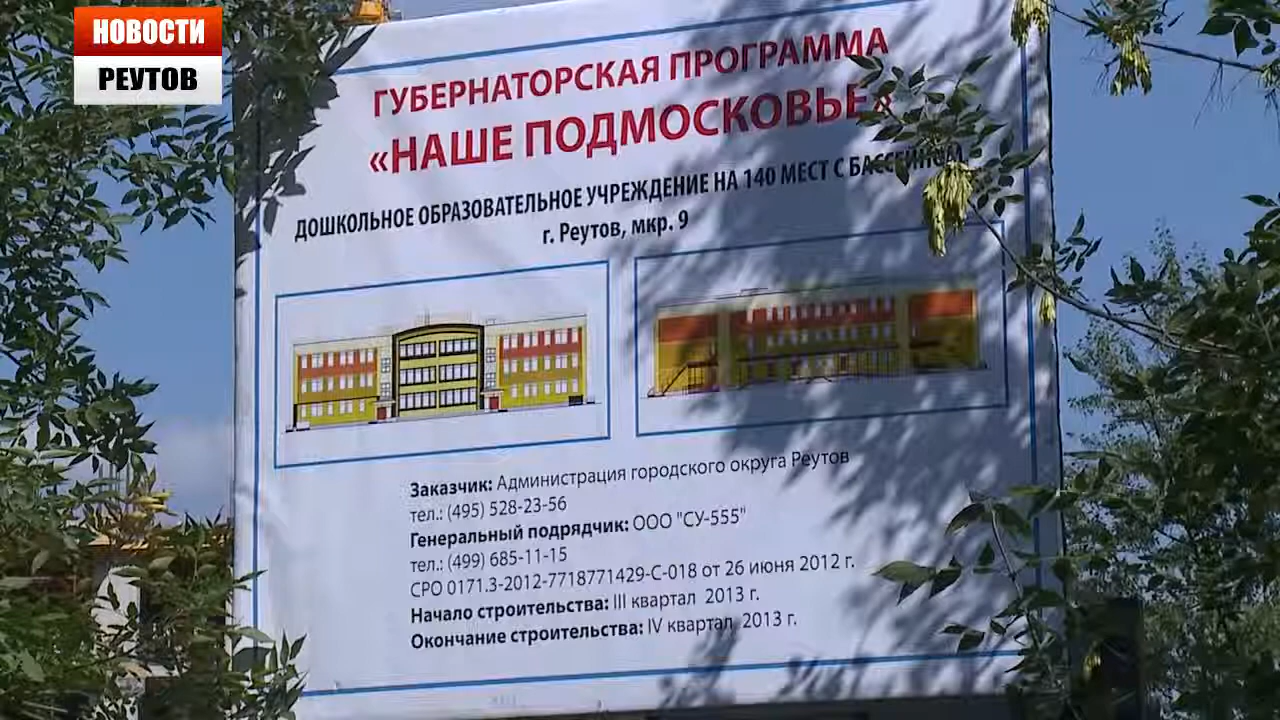 НОВОСТИ
РЕУТОВ
ГУБЕРНАТОРСКАЯ ПРОГРАММА
«НАШЕ ПОДМОСКОВЬЕ»
ДОШКОЛЬНОЕ ОБРАЗОВАТЕЛЬНОЕ УЧРЕЖДЕНИЕ НА 140 МЕСТ С БАССЕЙНОМ
г. Реутов, мкр. 9
Заказчик: Администрация городского округа Реутов
тел.: (495) 528-23-56
Генеральный подрядчик: ООО "СУ-555"
тел.: (499) 685-11-15
СРО 0171.3-2012-7718771429-С-018 от 26 июня 2012 г.
Начало строительства: III квартал 2013 г.
Окончание строительства: IV квартал 2013 г.